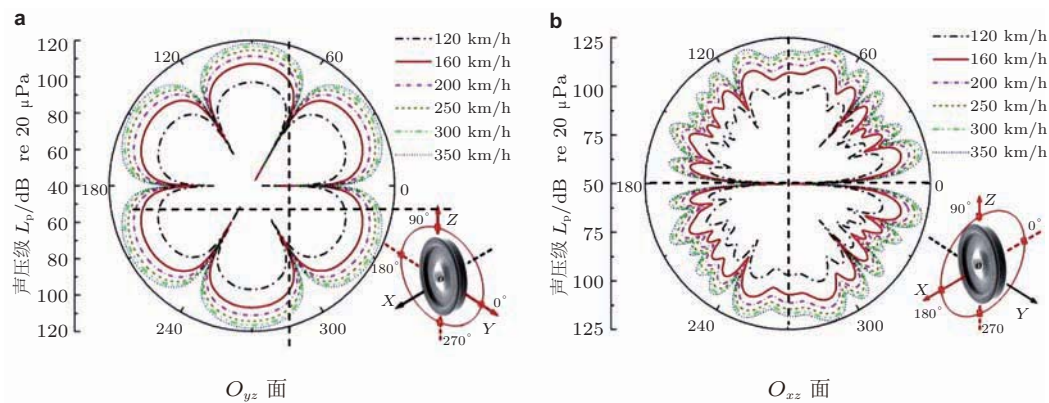 a
声压级 Lp/dB re 20 μPa
120
100
80
60
40
60
80
100
120
120
60
180
0
240
300
120 km/h
160 km/h
200 km/h
250 km/h
300 km/h
350 km/h
90°
Z
180°
X
0°
Y
270°
Oyz 面
b
声压级 Lp/dB re 20 μPa
125
100
75
50
75
100
125
120
60
180
0
240
300
120 km/h
160 km/h
200 km/h
250 km/h
300 km/h
350 km/h
90°
Z
0°
X
180°
Y
270
Oxz 面